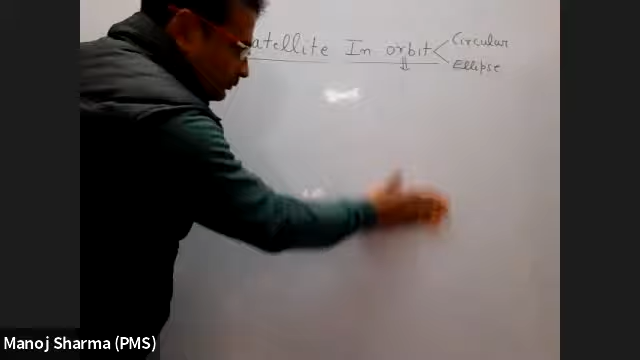 atellite In orbit
Circular
Ellipse
Manoj Sharma (PMS)